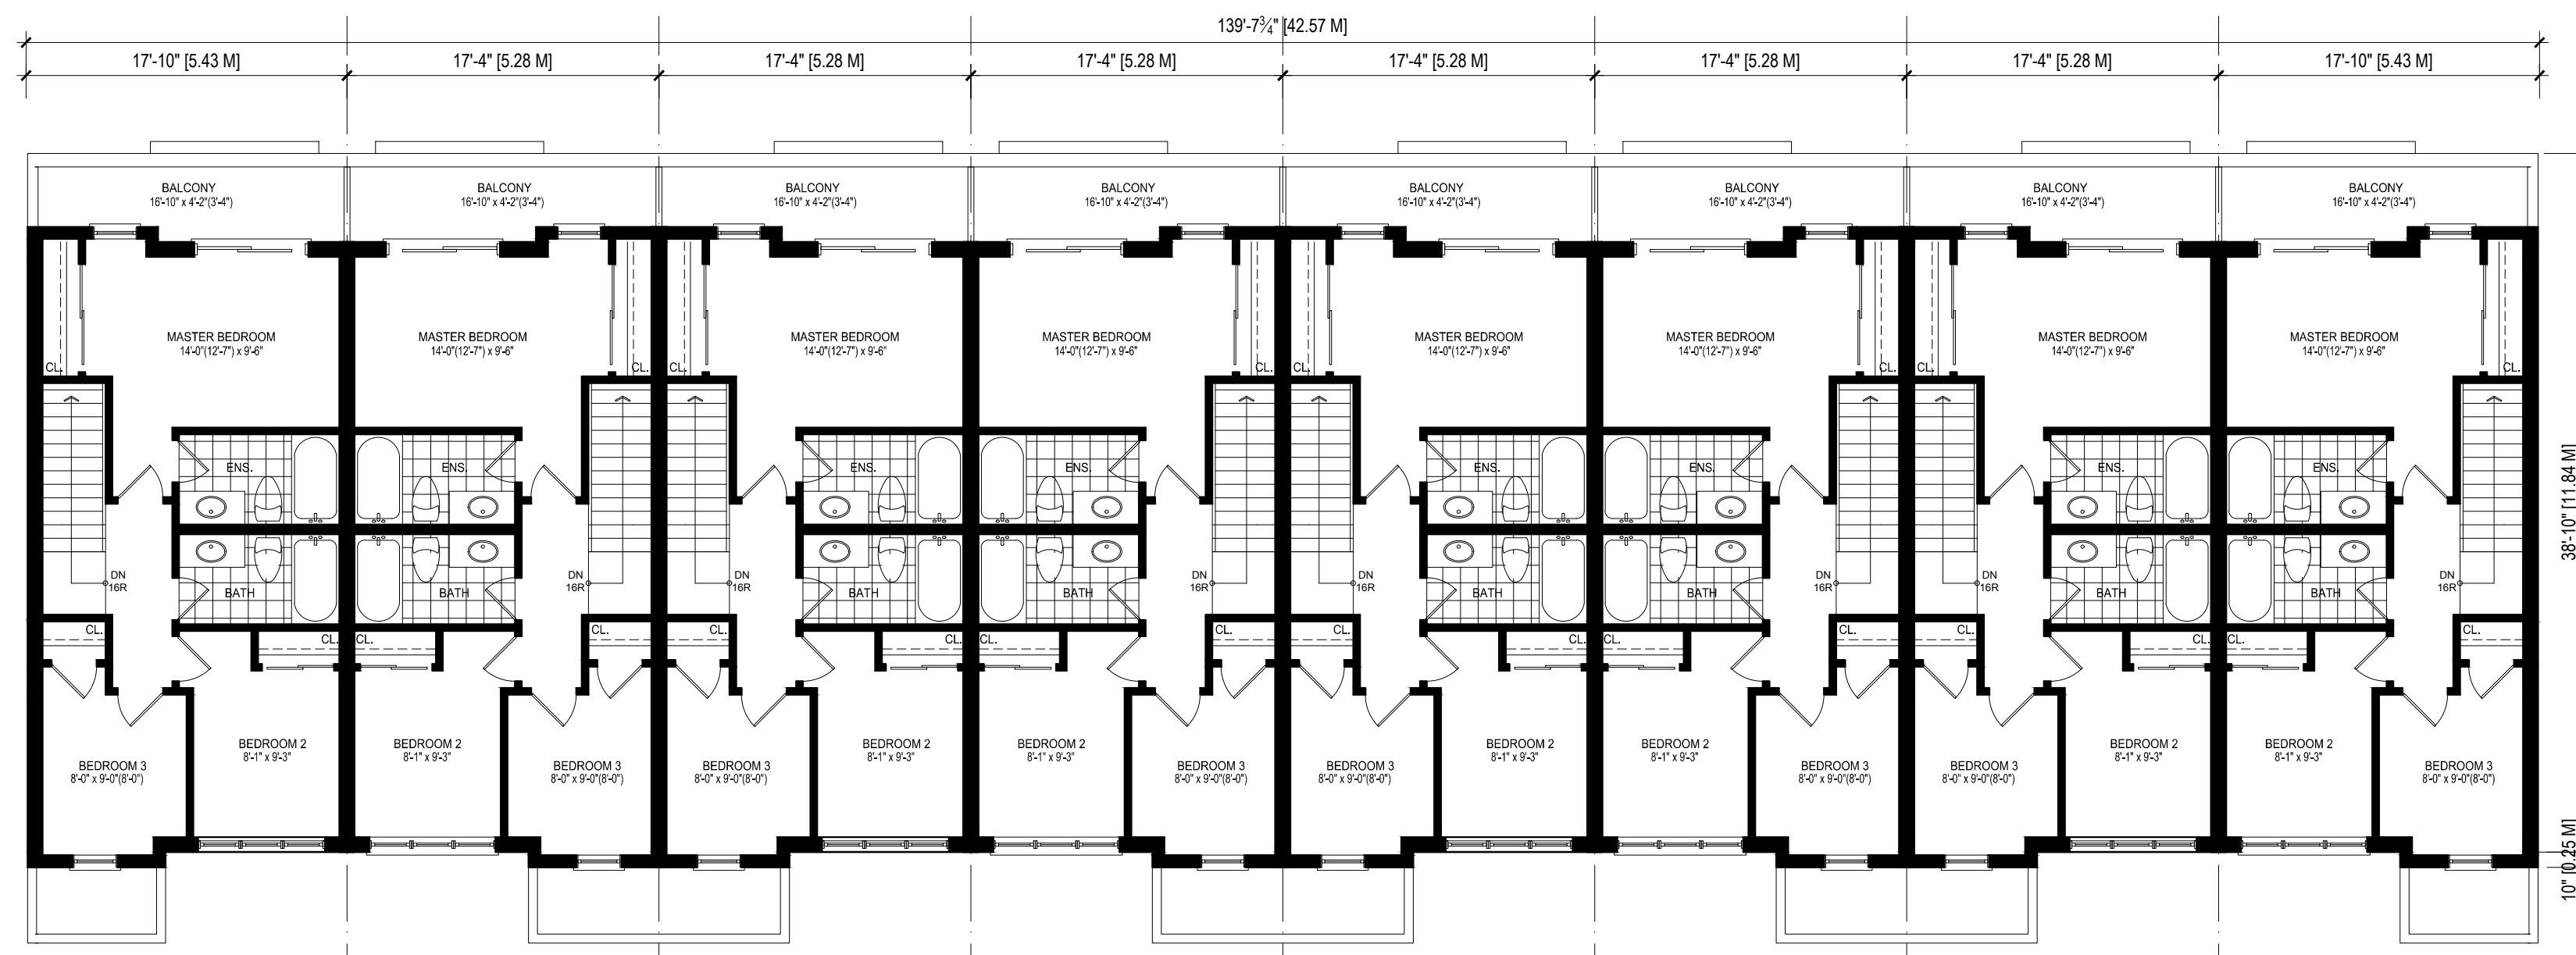 139'-7¾" [42.57 M]
17'-10" [5.43 M] 17'-4" [5.28 M] 17'-4" [5.28 M] 17'-4" [5.28 M] 17'-4" [5.28 M] 17'-4" [5.28 M] 17'-4" [5.28 M] 17'-10" [5.43 M]
BALCONY BALCONY BALCONY BALCONY BALCONY BALCONY BALCONY BALCONY
16'-10" x 4'-2"(3'-4") 16'-10" x 4'-2"(3'-4") 16'-10" x 4'-2"(3'-4") 16'-10" x 4'-2"(3'-4") 16'-10" x 4'-2"(3'-4") 16'-10" x 4'-2"(3'-4") 16'-10" x 4'-2"(3'-4") 16'-10" x 4'-2"(3'-4")
MASTER BEDROOM MASTER BEDROOM MASTER BEDROOM MASTER BEDROOM MASTER BEDROOM MASTER BEDROOM MASTER BEDROOM MASTER BEDROOM
14'-0"(12'-7") x 9'-6" 14'-0"(12'-7") x 9'-6" 14'-0"(12'-7") x 9'-6" 14'-0"(12'-7") x 9'-6" 14'-0"(12'-7") x 9'-6" 14'-0"(12'-7") x 9'-6" 14'-0"(12'-7") x 9'-6" 14'-0"(12'-7") x 9'-6"
CL. CL. CL. CL. CL. CL. CL. CL.
ENS. ENS. ENS. ENS. ENS. ENS. ENS. ENS.
38'-10" [11.84 M]
DN DN DN DN DN DN DN DN
16R 16R 16R 16R 16R 16R 16R 16R
BATH BATH BATH BATH BATH BATH BATH BATH
CL. CL. CL. CL. CL. CL. CL. CL.
CL. CL. CL. CL. CL. CL. CL. CL.
BEDROOM 2 BEDROOM 2 BEDROOM 2 BEDROOM 2 BEDROOM 2 BEDROOM 2 BEDROOM 2 BEDROOM 2
8'-1" x 9'-3" 8'-1" x 9'-3" 8'-1" x 9'-3" 8'-1" x 9'-3" 8'-1" x 9'-3" 8'-1" x 9'-3" 8'-1" x 9'-3" 8'-1" x 9'-3"
BEDROOM 3 BEDROOM 3 BEDROOM 3 BEDROOM 3 BEDROOM 3 BEDROOM 3 BEDROOM 3 BEDROOM 3
8'-0" x 9'-0"(8'-0") 8'-0" x 9'-0"(8'-0") 8'-0" x 9'-0"(8'-0") 8'-0" x 9'-0"(8'-0") 8'-0" x 9'-0"(8'-0") 8'-0" x 9'-0"(8'-0") 8'-0" x 9'-0"(8'-0") 8'-0" x 9'-0"(8'-0")
10" [0.25 M]